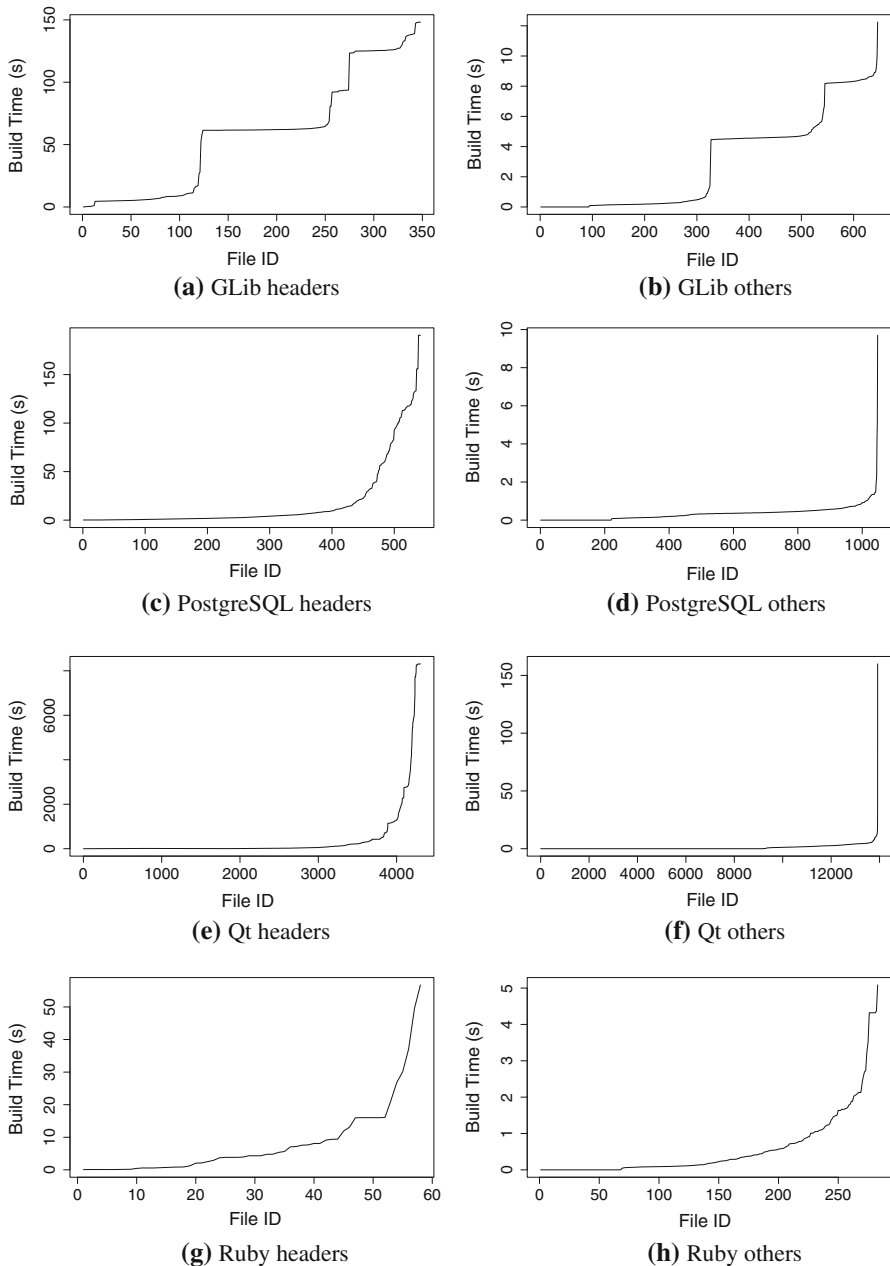 Build Time (s)
0 50 100 150
0 50 100 150 200 250 300 350
File ID
(a) GLib headers
Build Time (s)
0 2 4 6 8 10 12
0 100 200 300 400 500 600
File ID
(b) GLib others
Build Time (s)
0 50 100 150
0 100 200 300 400 500
File ID
(c) PostgreSQL headers
Build Time (s)
0 2 4 6 8 10
0 200 400 600 800 1000
File ID
(d) PostgreSQL others
Build Time (s)
0 2000 6000
0 1000 2000 3000 4000
File ID
(e) Qt headers
Build Time (s)
0 50 100 150
0 2000 4000 6000 8000 12000
File ID
(f) Qt others
Build Time (s)
0 10 20 30 40 50
0 10 20 30 40 50 60
File ID
(g) Ruby headers
Build Time (s)
0 1 2 3 4 5
0 50 100 150 200 250
File ID
(h) Ruby others